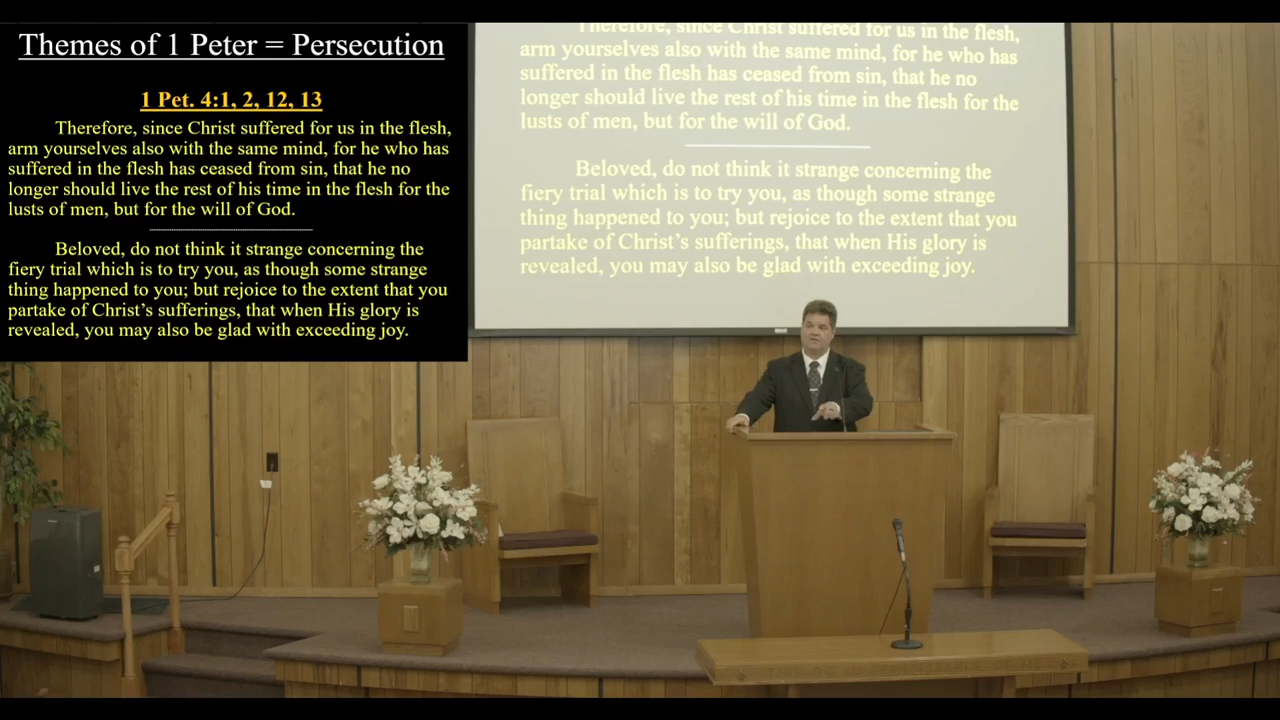 Themes of 1 Peter = Persecution
1 Pet. 4:1, 2, 12, 13
Therefore, since Christ suffered for us in the flesh,
arm yourselves also with the same mind, for he who has
suffered in the flesh has ceased from sin, that he no
longer should live the rest of his time in the flesh for the
lusts of men, but for the will of God.
Beloved, do not think it strange concerning the
fiery trial which is to try you, as though some strange
thing happened to you; but rejoice to the extent that you
partake of Christ's sufferings, that when His glory is
revealed, you may also be glad with exceeding joy.
Therefore, since Christ suffered for us in the flesh,
arm yourselves also with the same mind, for he who has
suffered in the flesh has ceased from sin, that he no
longer should live the rest of his time in the flesh for the
lusts of men, but for the will of God.
Beloved, do not think it strange concerning the
fiery trial which is to try you, as though some strange
thing happened to you; but rejoice to the extent that you
partake of Christ's sufferings, that when His glory is
revealed, you may also be glad with exceeding joy.